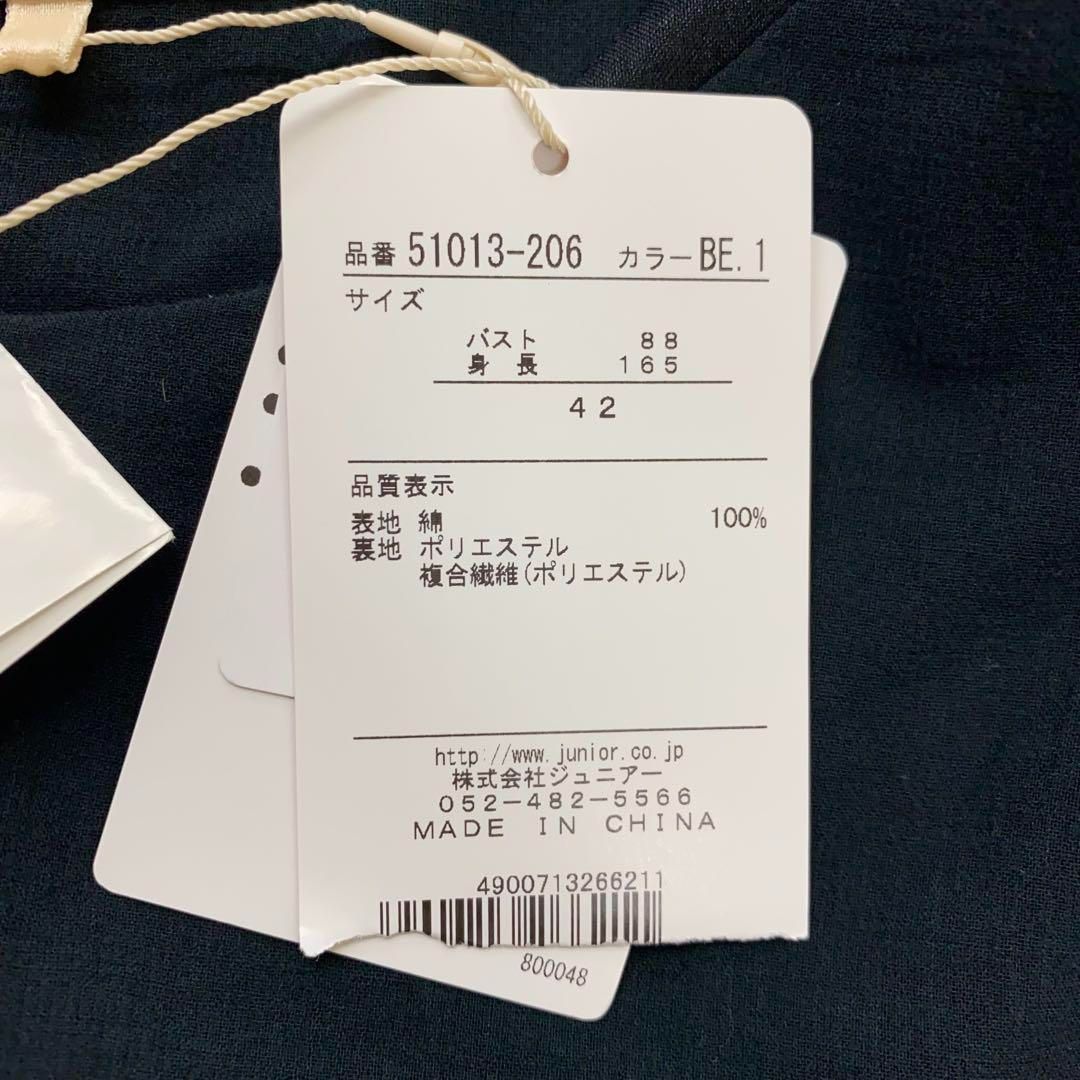 品番 51013-206 カラー BE.1
サイズ
バスト 88
身長 165
42
品質表示
表地 綿 100%
裏地 ポリエステル
複合繊維(ポリエステル)
http://www.junior.co.jp
株式会社ジュニアー
052-482-5566
MADE IN CHINA
4900713266211
800048